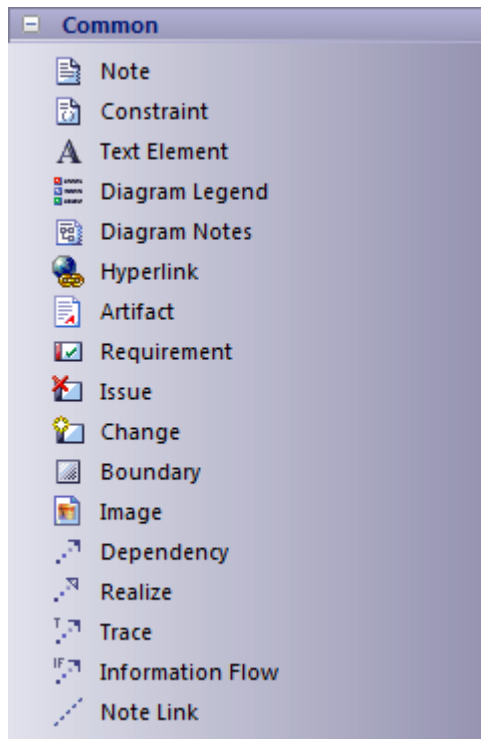 Common
Note
Constraint
A Text Element
Diagram Legend
Diagram Notes
Hyperlink
Artifact
Requirement
Issue
Change
Boundary
Image
Dependency
Realize
T Trace
IF Information Flow
Note Link